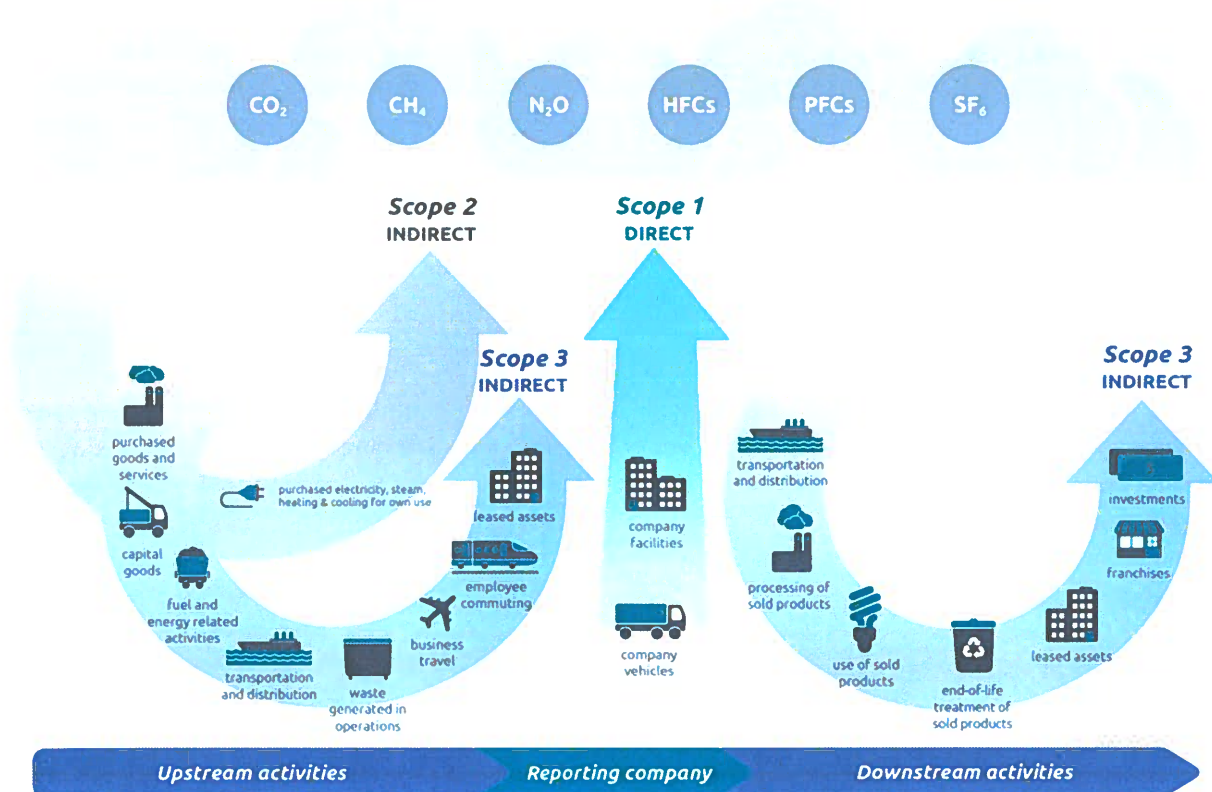 CO₂
CH₄
N₂O
HFCs
PFCs
SF₆
Scope 2
INDIRECT
Scope 1
DIRECT
Scope 3
INDIRECT
Scope 3
INDIRECT
purchased
goods and
services
purchased electricity, steam,
heating & cooling for own use
capital
goods
fuel and
energy related
activities
transportation
and distribution
waste
generated in
operations
business
travel
employee
commuting
leased assets
company
facilities
company
vehicles
transportation
and distribution
processing of
sold products
use of sold
products
end-of-life
treatment of
sold products
leased assets
franchises
investments
Upstream activities
Reporting company
Downstream activities